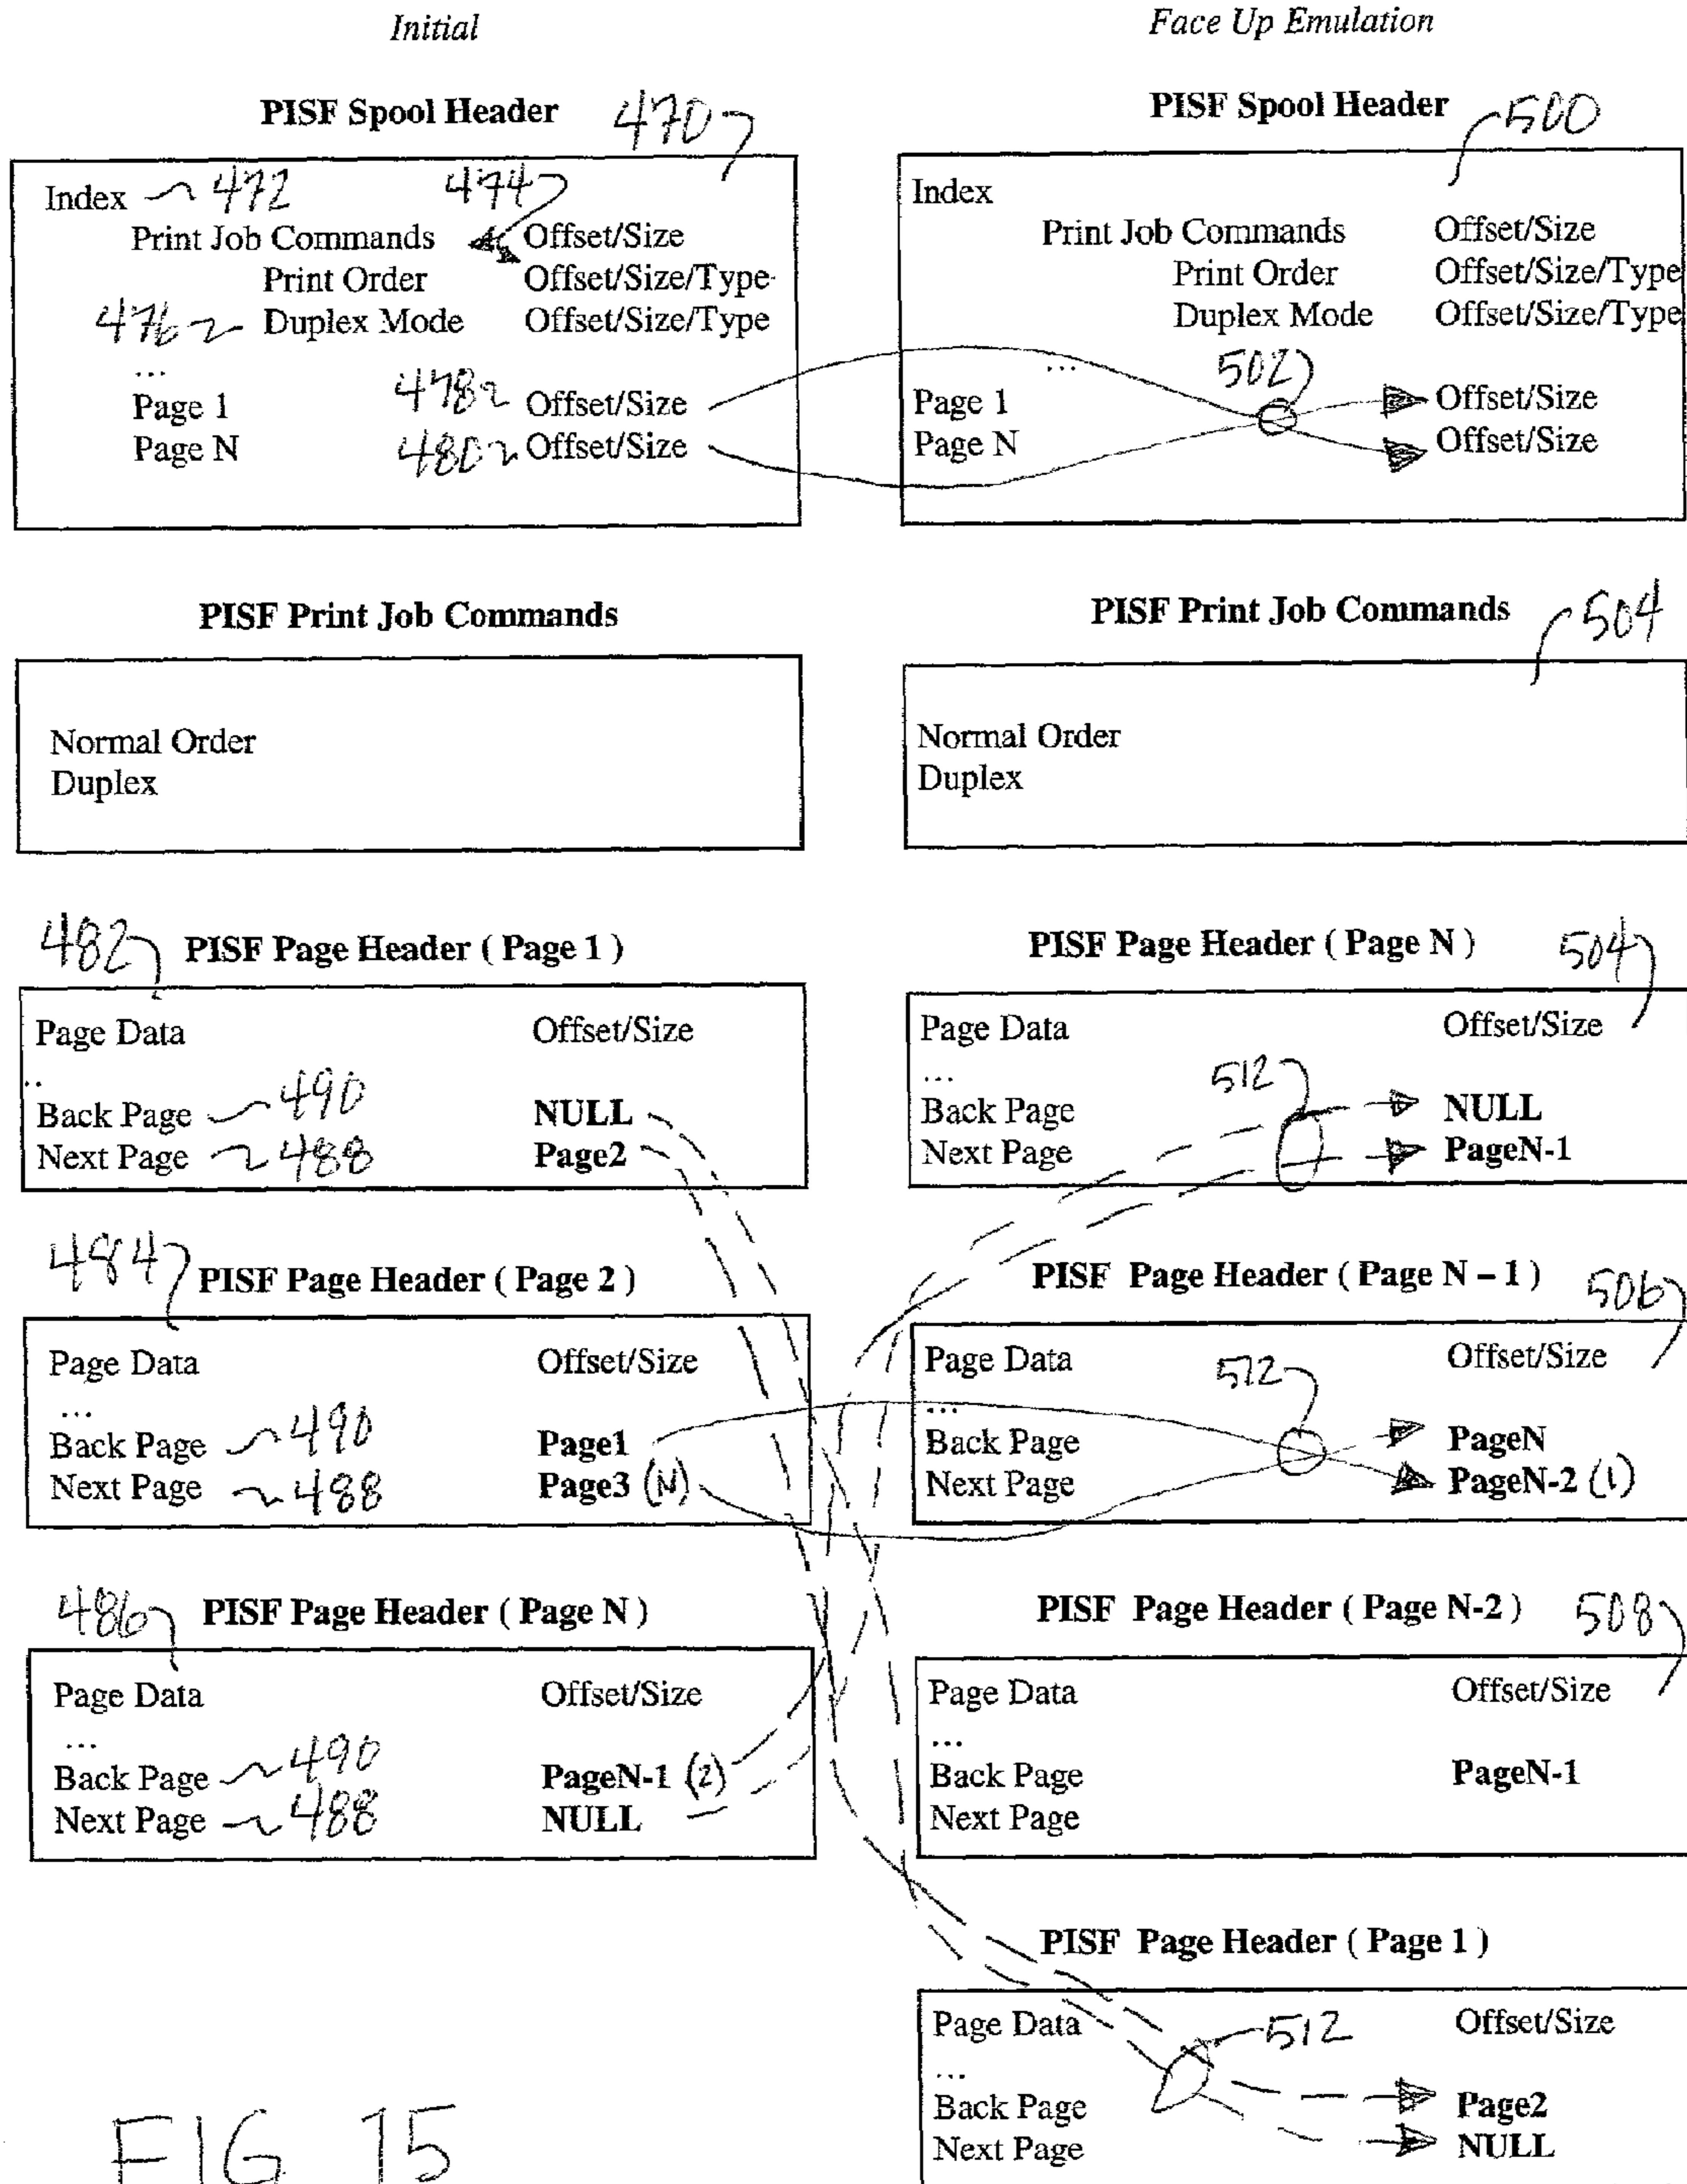 Initial
PISF Spool Header 470
Index 472 474
Print Job Commands Offset/Size
Print Order Offset/Size/Type
476 Duplex Mode Offset/Size/Type
...
Page 1 478 Offset/Size
Page N 480 Offset/Size
PISF Print Job Commands
Normal Order
Duplex
482 PISF Page Header ( Page 1 )
Page Data Offset/Size
..
Back Page 490 NULL
Next Page 488 Page2
484 PISF Page Header ( Page 2 )
Page Data Offset/Size
...
Back Page 490 Page1
Next Page 488 Page3 (N)
486 PISF Page Header ( Page N )
Page Data Offset/Size
...
Back Page 490 PageN-1 (2)
Next Page 488 NULL
Face Up Emulation
PISF Spool Header 500
Index
Print Job Commands Offset/Size
Print Order Offset/Size/Type
Duplex Mode Offset/Size/Type
... 502
Page 1 Offset/Size
Page N Offset/Size
PISF Print Job Commands 504
Normal Order
Duplex
PISF Page Header ( Page N ) 504
Page Data Offset/Size
... 512
Back Page NULL
Next Page PageN-1
PISF Page Header ( Page N – 1 ) 506
Page Data 512 Offset/Size
...
Back Page PageN
Next Page PageN-2 (1)
PISF Page Header ( Page N-2 ) 508
Page Data Offset/Size
...
Back Page PageN-1
Next Page
PISF Page Header ( Page 1 )
Page Data 512 Offset/Size
...
Back Page Page2
Next Page NULL
FIG 15